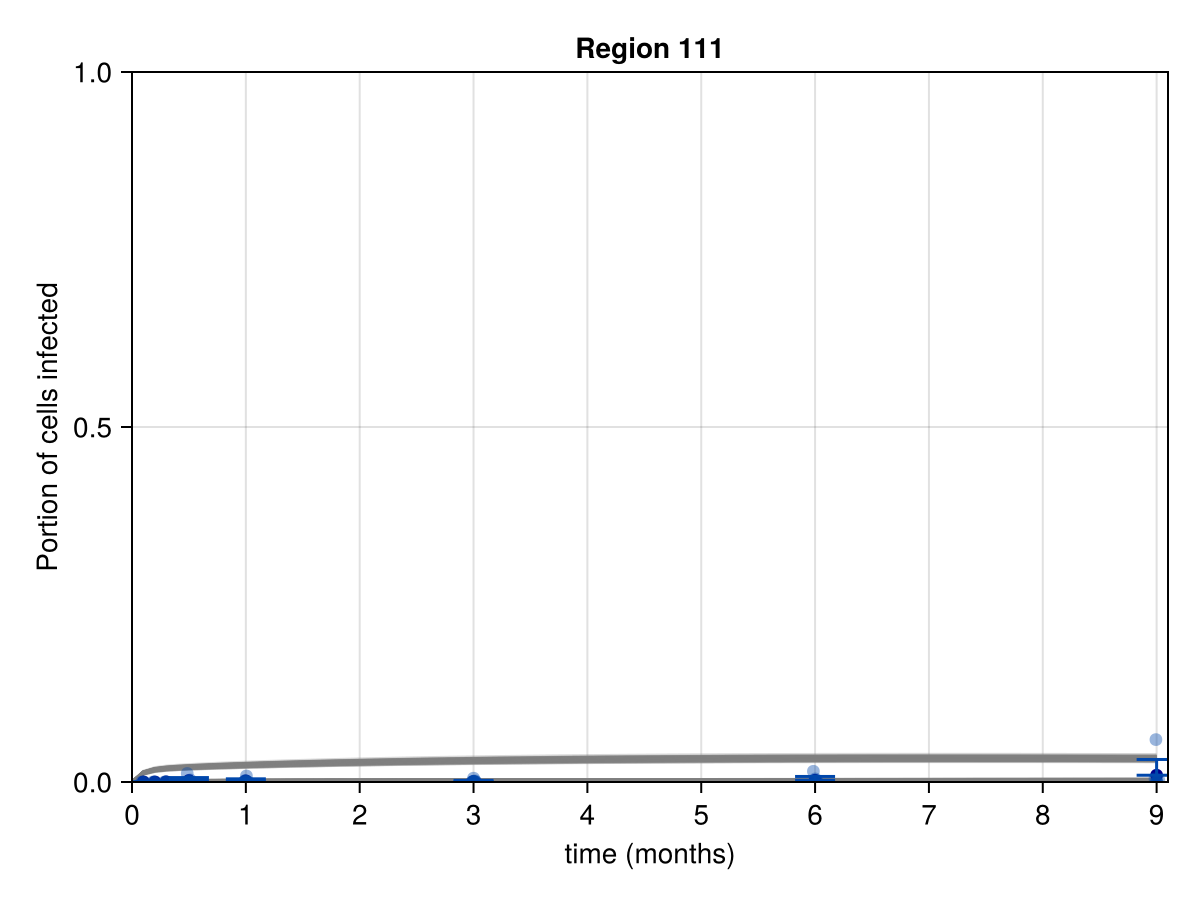 Region 111
1.0
0.5
0.0
Portion of cells infected
0 1 2 3 4 5 6 7 8 9
time (months)